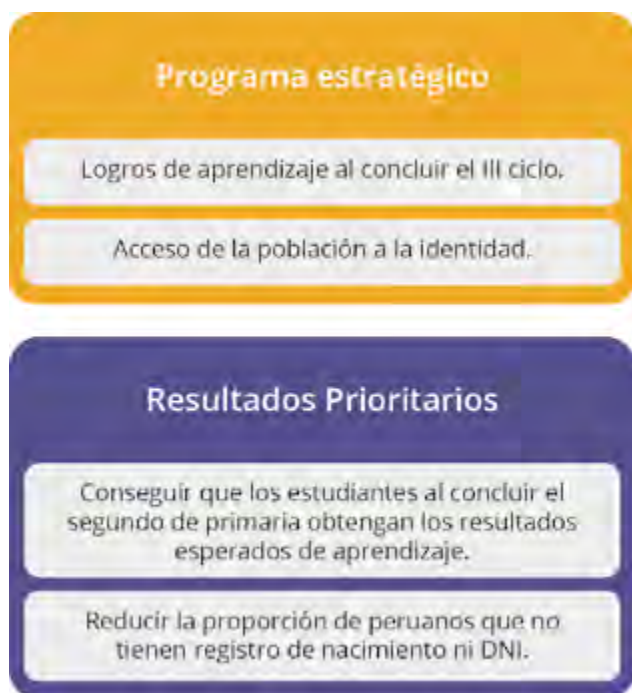 Programa estratégico
Logros de aprendizaje al concluir el III ciclo.
Acceso de la población a la identidad.
Resultados Prioritarios
Conseguir que los estudiantes al concluir el
segundo de primaria obtengan los resultados
esperados de aprendizaje.
Reducir la proporción de peruanos que no
tienen registro de nacimiento ni DNI.